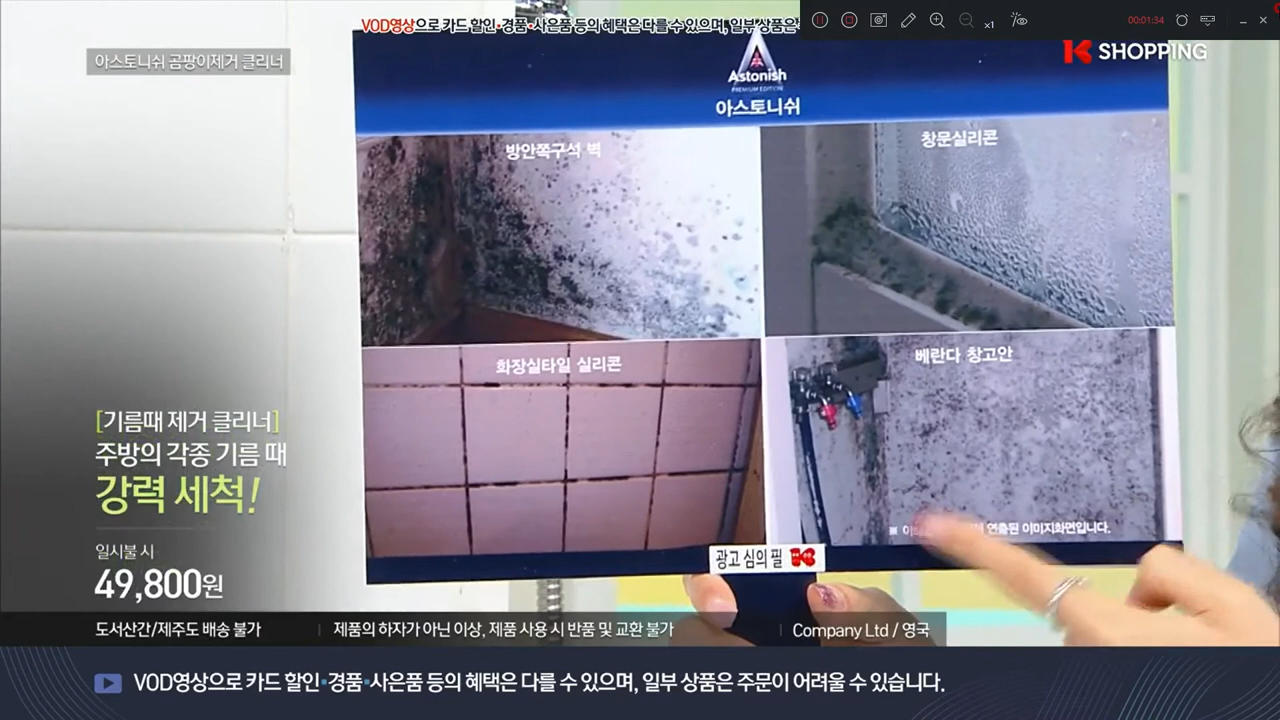 VOD영상으로 카드 할인·경품·사은품 등의 혜택은 다를 수 있으며, 일부 상품은
x1
00:01:34
아스토니쉬 곰팡이제거 클리너
K SHOPPING
Astonish
PREMIUM EDITION
아스토니쉬
방안쪽구석 벽
창문실리콘
화장실타일 실리콘
베란다 창고안
연출된 이미지화면입니다.
광고 심의 필
[기름때 제거 클리너]
주방의 각종 기름 때
강력 세척!
일시불 시
49,800원
도서산간/제주도 배송 불가
제품의 하자가 아닌 이상, 제품 사용 시 반품 및 교환 불가
Company Ltd / 영국
VOD영상으로 카드 할인·경품·사은품 등의 혜택은 다를 수 있으며, 일부 상품은 주문이 어려울 수 있습니다.